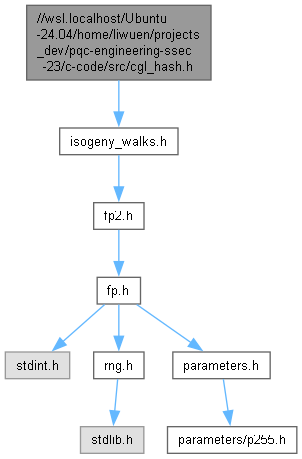 //wsl.localhost/Ubuntu
-24.04/home/liwuen/projects
_dev/pqc-engineering-ssec
-23/c-code/src/cgl_hash.h
isogeny_walks.h
fp2.h
fp.h
stdint.h
rng.h
parameters.h
stdlib.h
parameters/p255.h